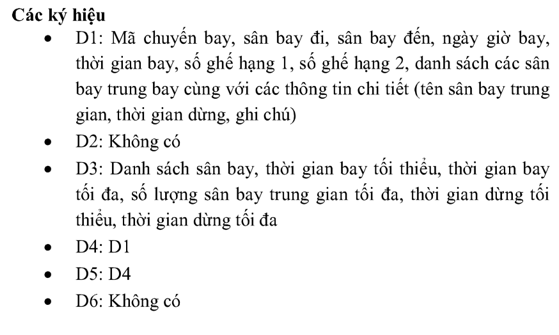 Các ký hiệu
• D1: Mã chuyến bay, sân bay đi, sân bay đến, ngày giờ bay,
thời gian bay, số ghế hạng 1, số ghế hạng 2, danh sách các sân
bay trung bay cùng với các thông tin chi tiết (tên sân bay trung
gian, thời gian dừng, ghi chú)
• D2: Không có
• D3: Danh sách sân bay, thời gian bay tối thiểu, thời gian bay
tối đa, số lượng sân bay trung gian tối đa, thời gian dừng tối
thiểu, thời gian dừng tối đa
• D4: D1
• D5: D4
• D6: Không có